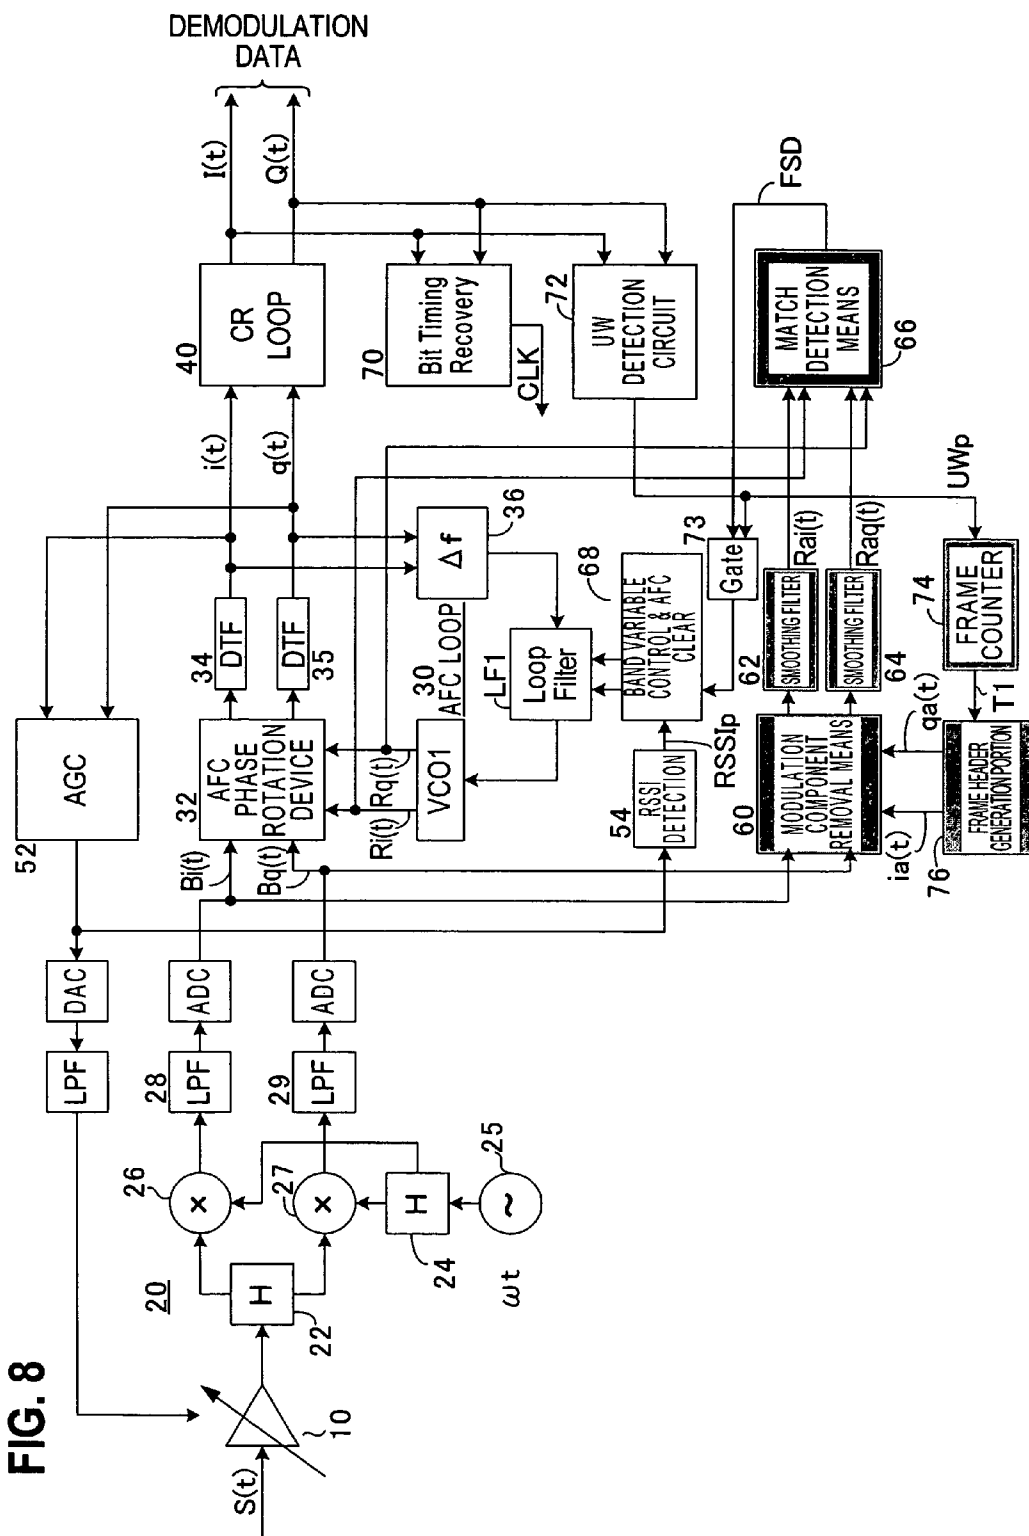 FIG. 8
DEMODULATION
DATA
I(t)
Q(t)
CR
LOOP
40
i(t)
q(t)
Bit Timing
Recovery
70
CLK
UW
DETECTION
CIRCUIT
72
FSD
MATCH
DETECTION
MEANS
66
UWp
AGC
52
34
DTF
DTF
35
Δf
36
AFC
PHASE
ROTATION
DEVICE
32
Bi(t)
Bq(t)
Ri(t)
Rq(t)
VCO1
30
AFC LOOP
LF1
Loop
Filter
BAND VARIABLE
CONTROL & AFC
CLEAR
68
73
Gate
RSSIp
54
RSSI
DETECTION
62
SMOOTHING FILTER
Rai(t)
SMOOTHING FILTER
64
Raq(t)
60
MODULATION
COMPONENT
REMOVAL MEANS
74
FRAME
COUNTER
T1
qa(t)
ia(t)
FRAME HEADER
GENERATION PORTION
76
DAC
LPF
ADC
28
LPF
ADC
29
LPF
26
×
27
×
25
~
ωt
H
24
20
H
22
10
S(t)